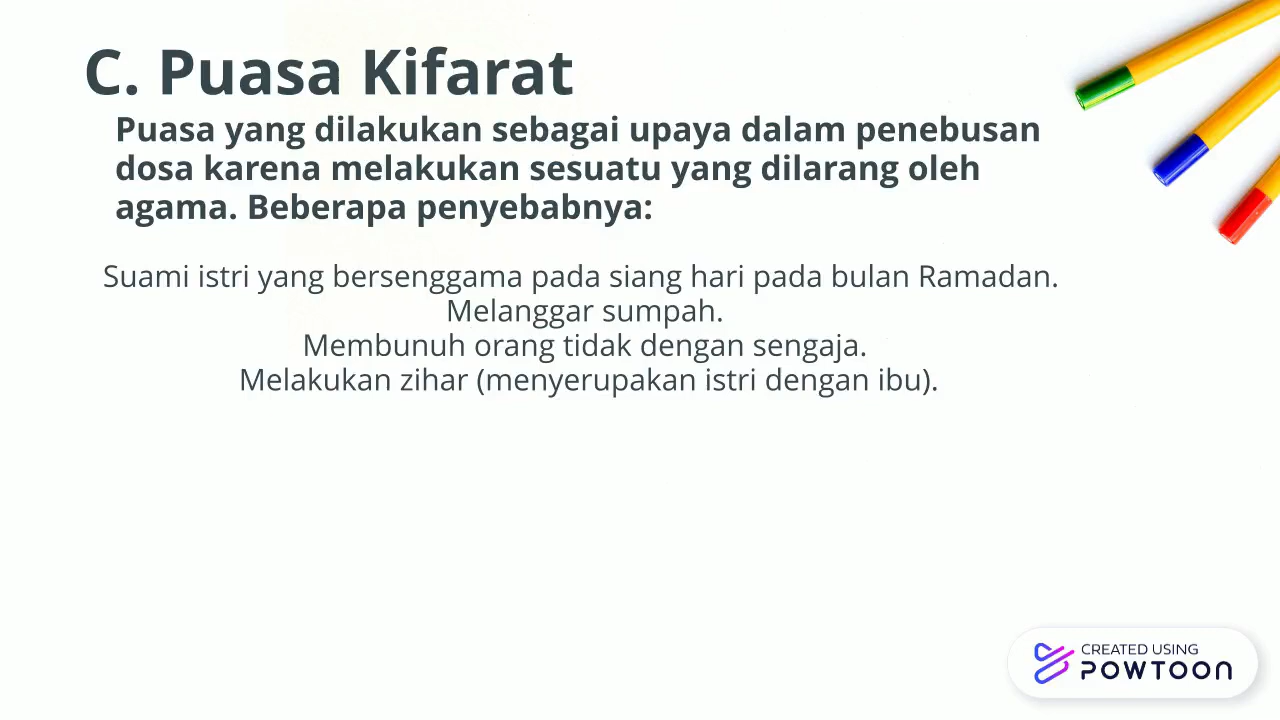 C. Puasa Kifarat
Puasa yang dilakukan sebagai upaya dalam penebusan
dosa karena melakukan sesuatu yang dilarang oleh
agama. Beberapa penyebabnya:
Suami istri yang bersenggama pada siang hari pada bulan Ramadan.
Melanggar sumpah.
Membunuh orang tidak dengan sengaja.
Melakukan zihar (menyerupakan istri dengan ibu).
CREATED USING
POWTOON